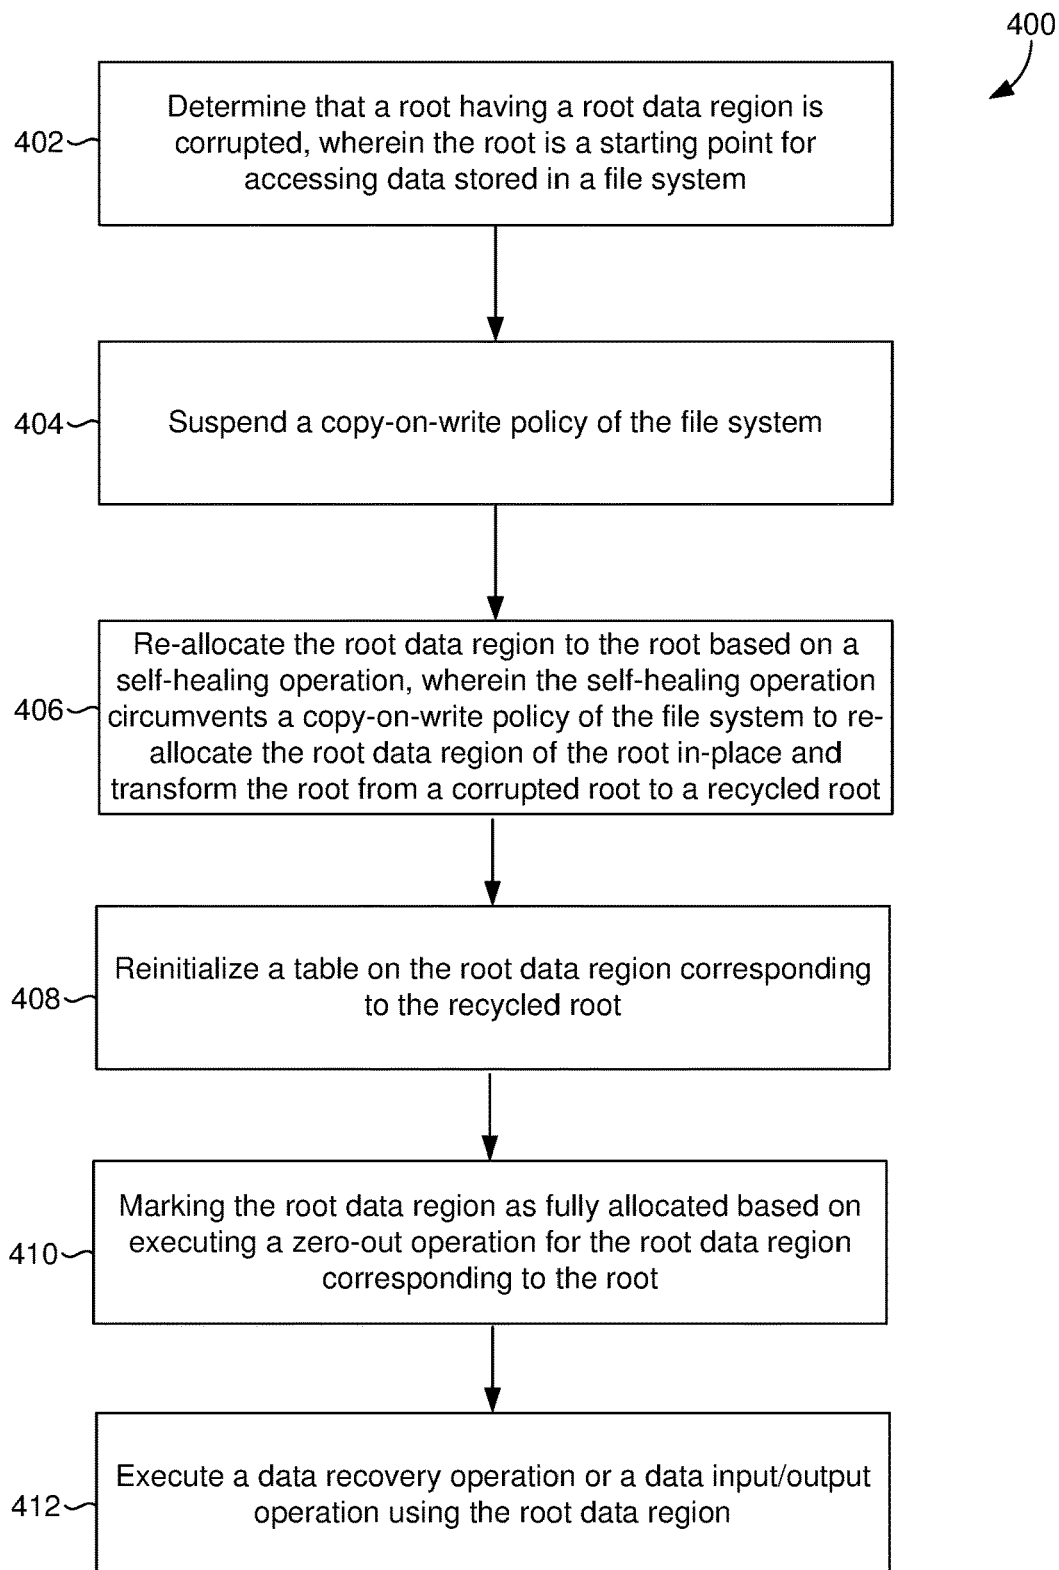 400
Determine that a root having a root data region is
corrupted, wherein the root is a starting point for
accessing data stored in a file system
402
Suspend a copy-on-write policy of the file system
404
Re-allocate the root data region to the root based on a
self-healing operation, wherein the self-healing operation
circumvents a copy-on-write policy of the file system to re-
allocate the root data region of the root in-place and
transform the root from a corrupted root to a recycled root
406
Reinitialize a table on the root data region corresponding
to the recycled root
408
Marking the root data region as fully allocated based on
executing a zero-out operation for the root data region
corresponding to the root
410
Execute a data recovery operation or a data input/output
operation using the root data region
412